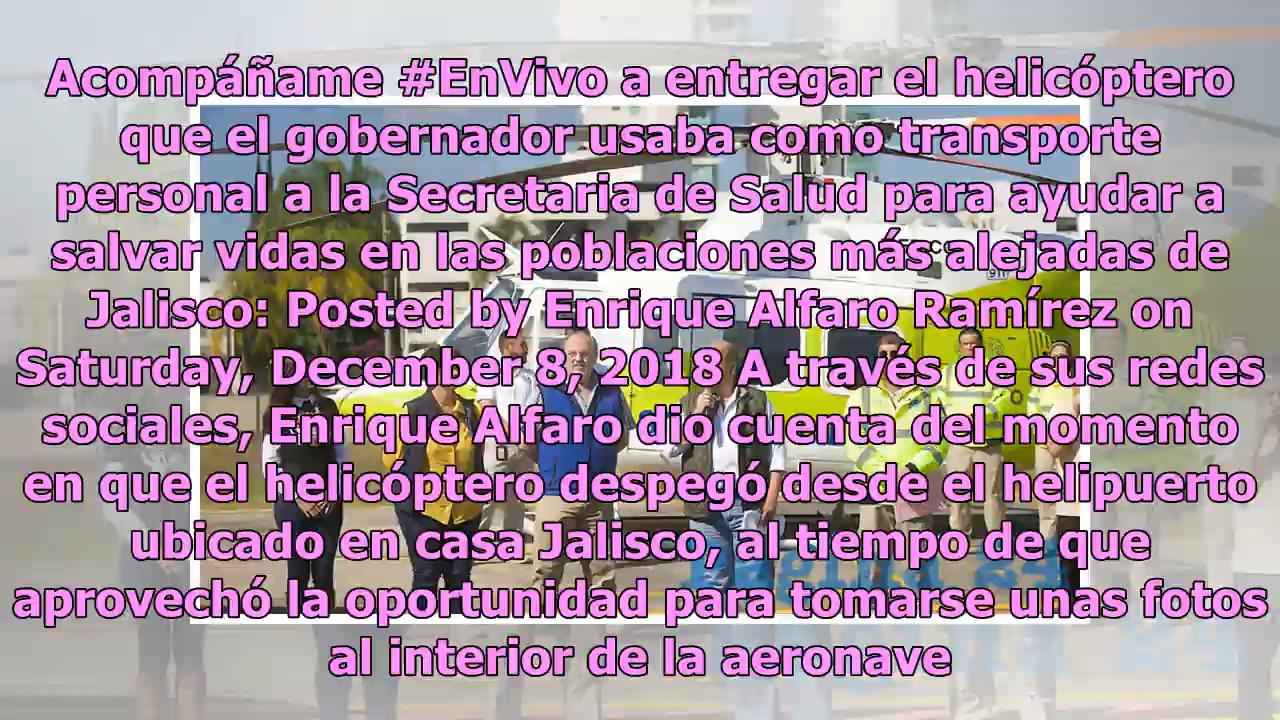 Acompáñame #EnVivo a entregar el helicóptero
que el gobernador usaba como transporte
personal a la Secretaria de Salud para ayudar a
salvar vidas en las poblaciones más alejadas de
Jalisco: Posted by Enrique Alfaro Ramírez on
Saturday, December 8, 2018 A través de sus redes
sociales, Enrique Alfaro dio cuenta del momento
en que el helicóptero despegó desde el helipuerto
ubicado en casa Jalisco, al tiempo de que
aprovechó la oportunidad para tomarse unas fotos
al interior de la aeronave